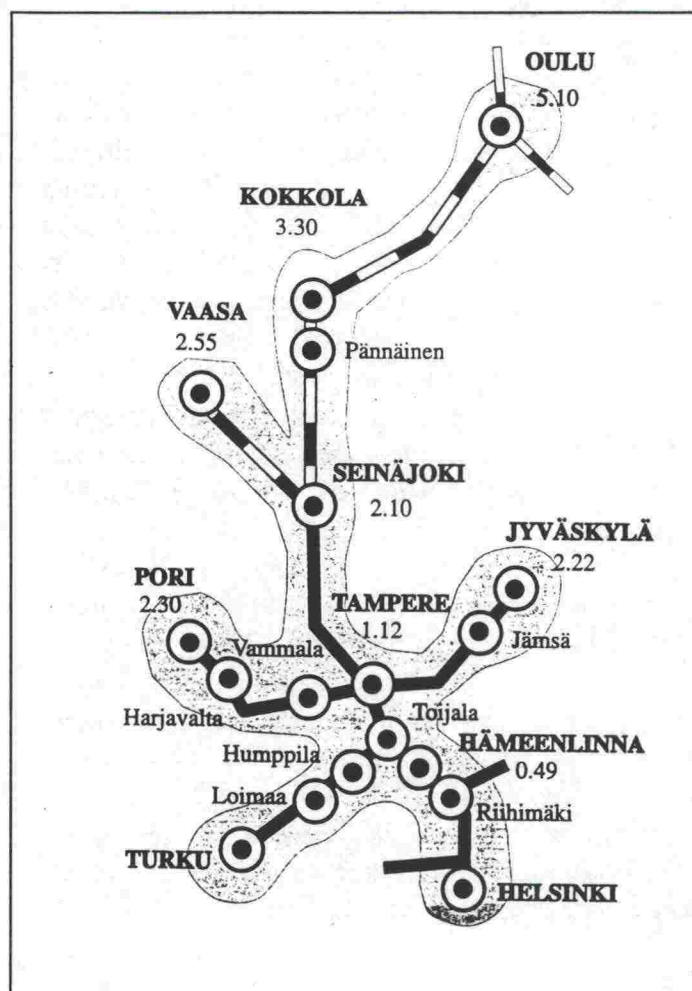 OULU
5.10
KOKKOLA
3.30
VAASA
2.55
Pännäinen
SEINÄJOKI
2.10
JYVÄSKYLÄ
2.22
PORI
2.30
TAMPERE
1.12
Vammala
Jämsä
Harjavalta
Toijala
Humppila
HÄMEENLINNA
0.49
Loimaa
Riihimäki
TURKU
HELSINKI